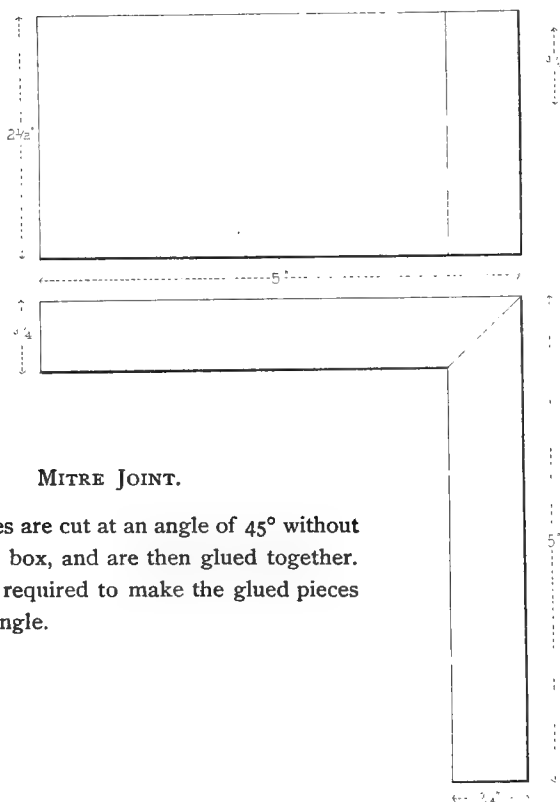 2½"
5"
¾
MITRE JOINT.
es are cut at an angle of 45° without
box, and are then glued together.
required to make the glued pieces
ngle.
5"
¾"